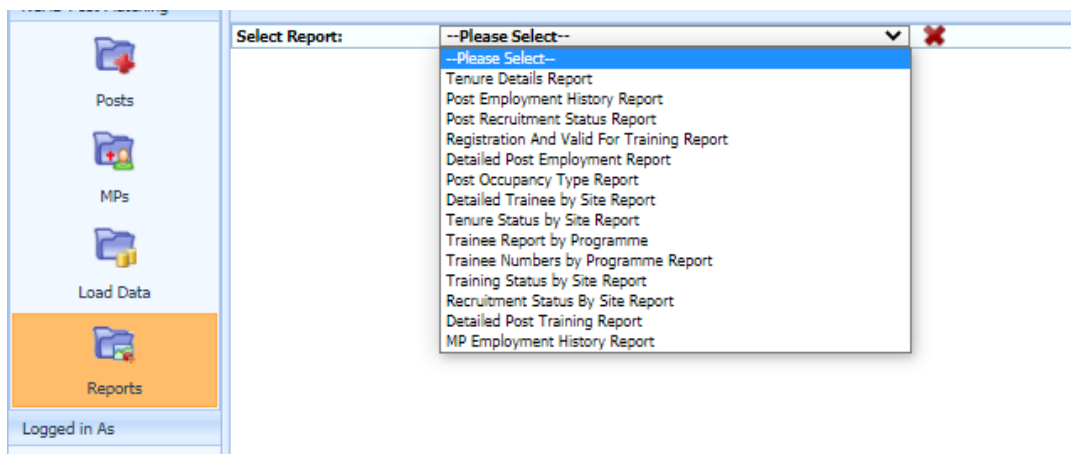 Posts
MPs
Load Data
Reports
Logged in As
Select Report:
--Please Select--
--Please Select--
Tenure Details Report
Post Employment History Report
Post Recruitment Status Report
Registration And Valid For Training Report
Detailed Post Employment Report
Post Occupancy Type Report
Detailed Trainee by Site Report
Tenure Status by Site Report
Trainee Report by Programme
Trainee Numbers by Programme Report
Training Status by Site Report
Recruitment Status By Site Report
Detailed Post Training Report
MP Employment History Report